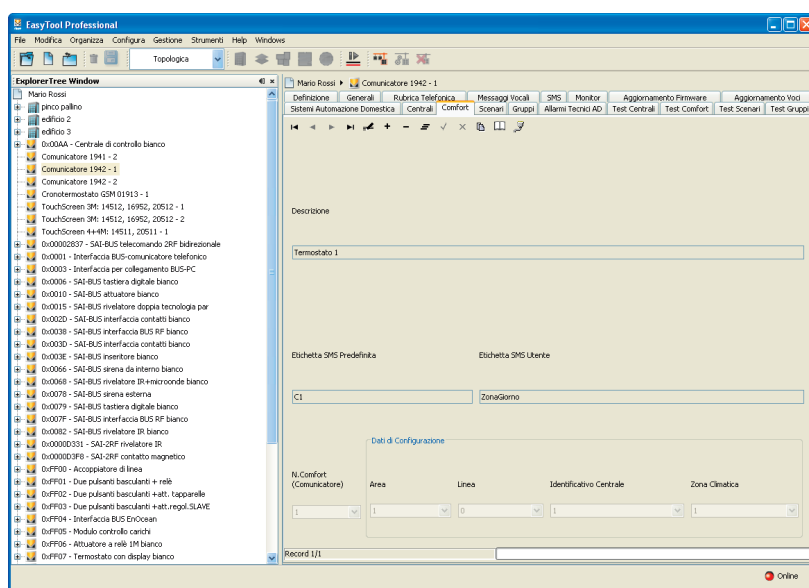 EasyTool Professional
File Modifica Organizza Configura Gestione Strumenti Help Windows
Topologica
ExplorerTree Window
Mario Rossi
pinco pallino
edificio 2
edificio 3
0x00AA - Centrale di controllo bianco
Comunicatore 1941 - 2
Comunicatore 1942 - 1
Comunicatore 1942 - 2
Cronotermostato GSM 01913 - 1
TouchScreen 3M: 14512, 16952, 20512 - 1
TouchScreen 3M: 14512, 16952, 20512 - 2
TouchScreen 4+4M: 14511, 20511 - 1
0x00002837 - SAI-BUS telecomando 2RF bidirezionale
0x0001 - Interfaccia BUS-comunicatore telefonico
0x0003 - Interfaccia per collegamento BUS-PC
0x0006 - SAI-BUS tastiera digitale bianco
0x0010 - SAI-BUS attuatore bianco
0x0015 - SAI-BUS rivelatore doppia tecnologia par
0x002D - SAI-BUS interfaccia contatti bianco
0x0038 - SAI-BUS interfaccia BUS RF bianco
0x003D - SAI-BUS interfaccia contatti bianco
0x003E - SAI-BUS inseritore bianco
0x0066 - SAI-BUS sirena da interno bianco
0x0068 - SAI-BUS rivelatore IR+microonde bianco
0x0078 - SAI-BUS sirena esterna
0x0079 - SAI-BUS tastiera digitale bianco
0x007F - SAI-BUS interfaccia BUS RF bianco
0x0082 - SAI-BUS rivelatore IR bianco
0x0000D331 - SAI-2RF rivelatore IR
0x0000D3F8 - SAI-2RF contatto magnetico
0xFF00 - Accoppiatore di linea
0xFF01 - Due pulsanti basculanti + relè
0xFF02 - Due pulsanti basculanti +att. tapparelle
0xFF03 - Due pulsanti basculanti +att.regol.SLAVE
0xFF04 - Interfaccia BUS EnOcean
0xFF05 - Modulo controllo carichi
0xFF06 - Attuatore a relè 1M bianco
0xFF07 - Termostato con display bianco
Mario Rossi Comunicatore 1942 - 1
Definizione Generali Rubrica Telefonica Messaggi Vocali SMS Monitor Aggiornamento Firmware Aggiornamento Voci
Sistemi Automazione Domestica Centrali Comfort Scenari Gruppi Allarmi Tecnici AD Test Centrali Test Comfort Test Scenari Test Gruppi
Descrizione
Termostato 1
Etichetta SMS Predefinita Etichetta SMS Utente
C1 ZonaGiorno
Dati di Configurazione
N.Comfort
(Comunicatore) Area Linea Identificativo Centrale Zona Climatica
1 1 0 1 1
Record 1/1
Online